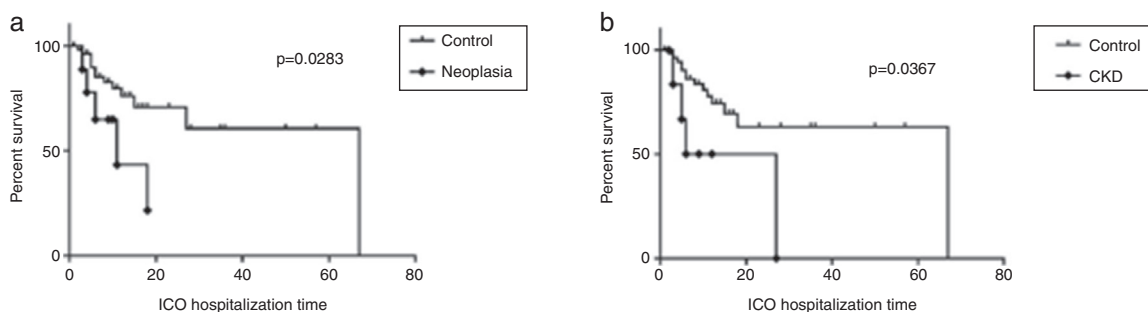 a
100
50
0
Percent survival
0 20 40 60 80
ICO hospitalization time
p=0.0283
Control
Neoplasia
b
100
50
0
Percent survival
0 20 40 60 80
ICO hospitalization time
p=0.0367
Control
CKD